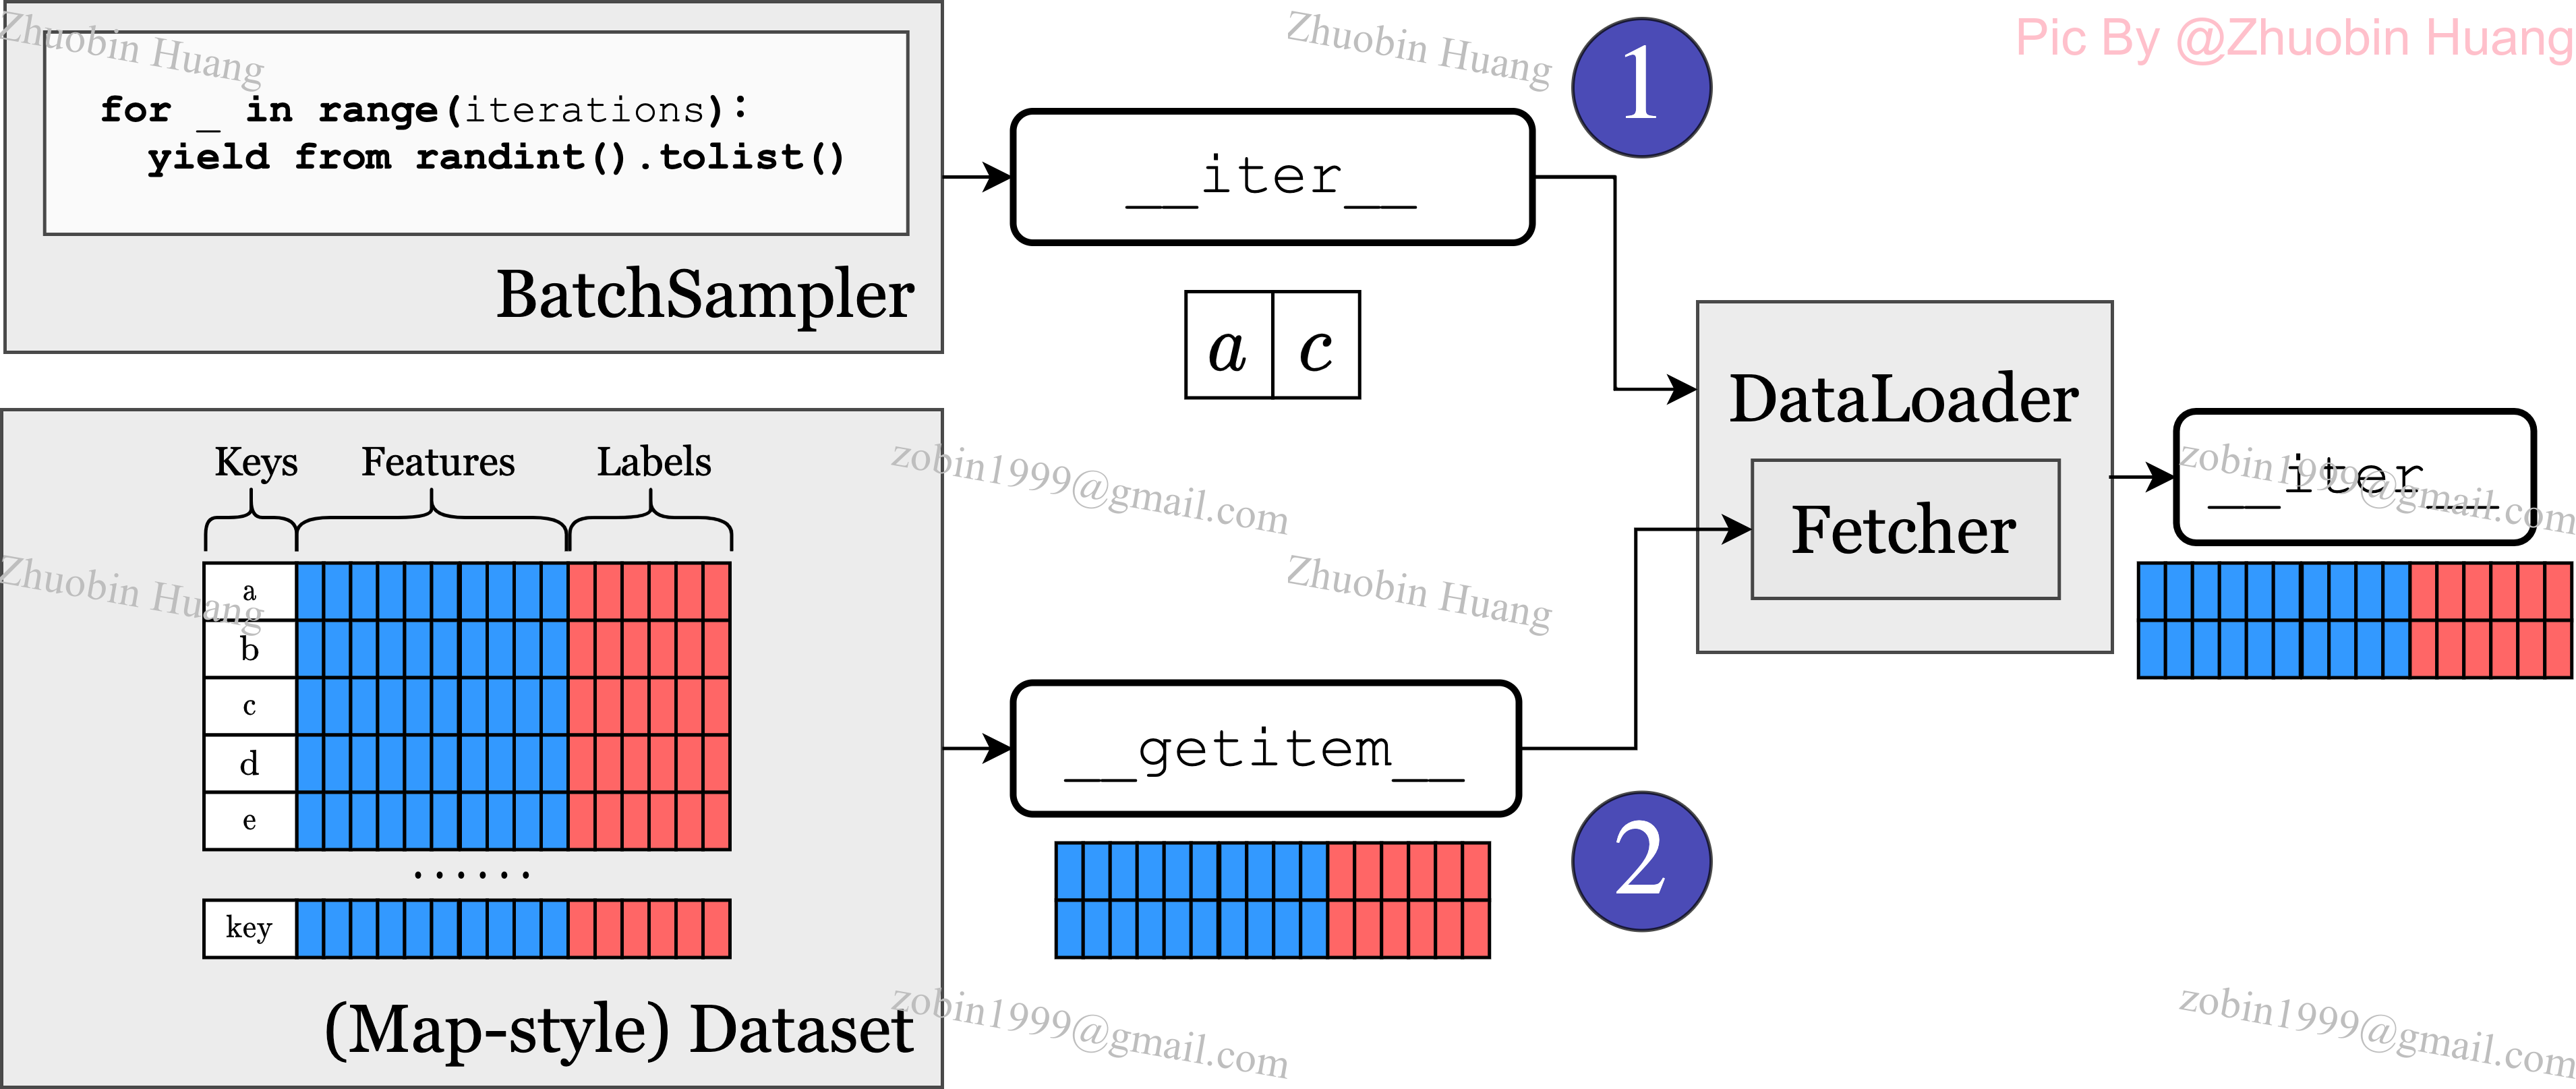 Pic By @Zhuobin Huang
Zhuobin Huang
Zhuobin Huang
for _ in range(iterations):
yield from randint().tolist()
BatchSampler
__iter__
1
a c
DataLoader
Fetcher
__iter__
zobin1999@gmail.com
zobin1999@gmail.com
Keys Features Labels
Zhuobin Huang
Zhuobin Huang
a
b
c
d
e
......
key
(Map-style) Dataset
__getitem__
2
zobin1999@gmail.com
zobin1999@gmail.com